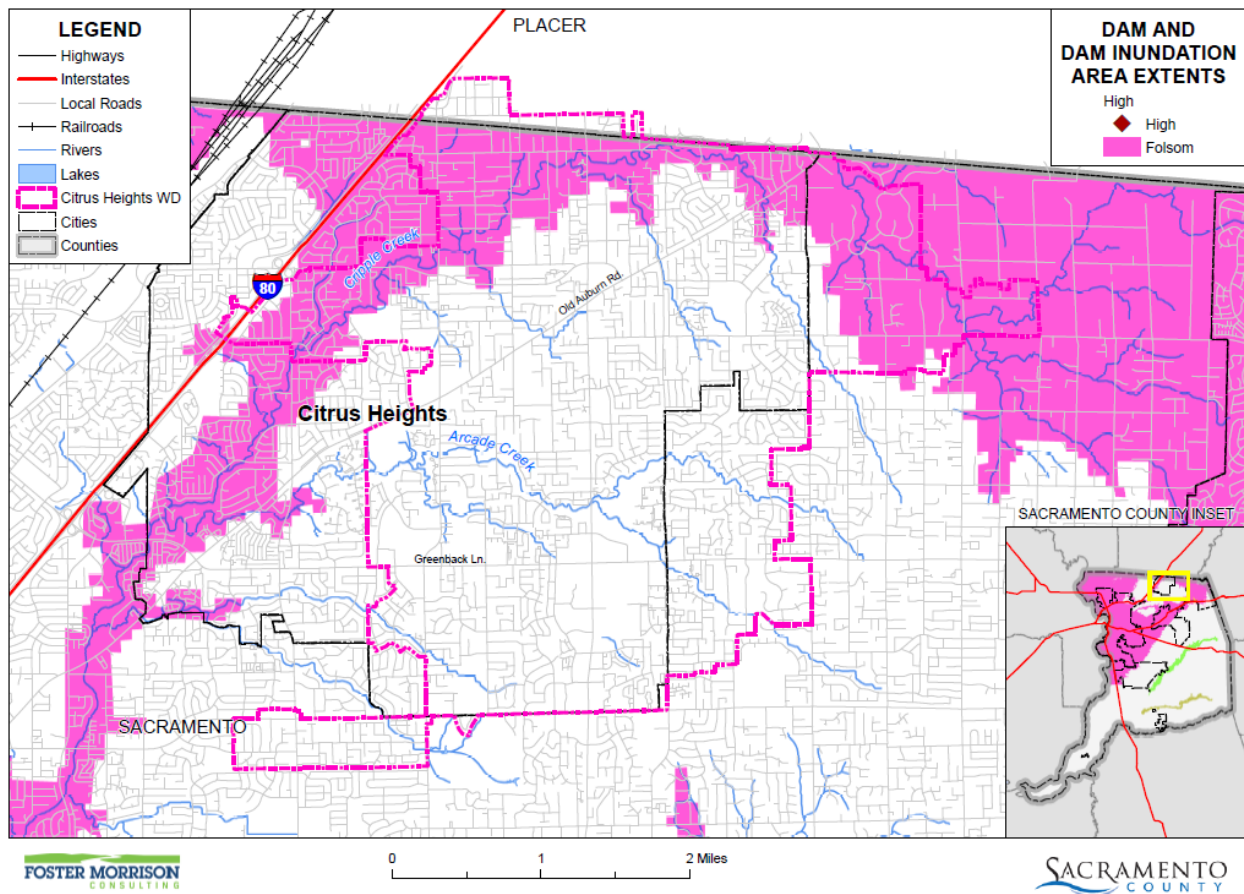 LEGEND
Highways
Interstates
Local Roads
Railroads
Rivers
Lakes
Citrus Heights WD
Cities
Counties
PLACER
DAM AND
DAM INUNDATION
AREA EXTENTS
High
High
Folsom
80
Cripple Creek
Old Auburn Rd.
Citrus Heights
Arcade Creek
Greenback Ln.
SACRAMENTO
SACRAMENTO COUNTY INSET
FOSTER MORRISON
CONSULTING
0 1 2 Miles
SACRAMENTO
COUNTY